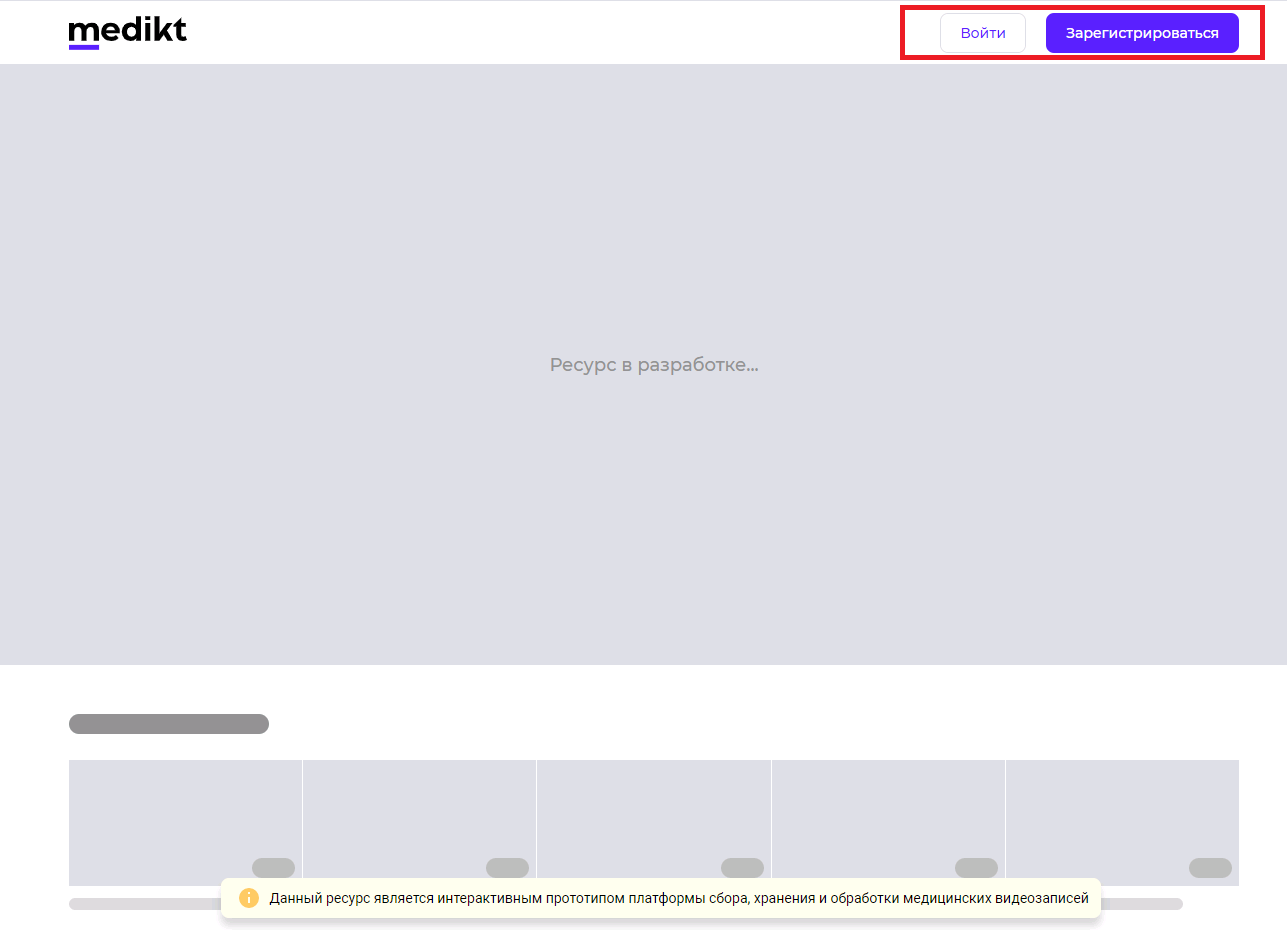 medikt
Войти
Зарегистрироваться
Ресурс в разработке...
Данный ресурс является интерактивным прототипом платформы сбора, хранения и обработки медицинских видеозаписей